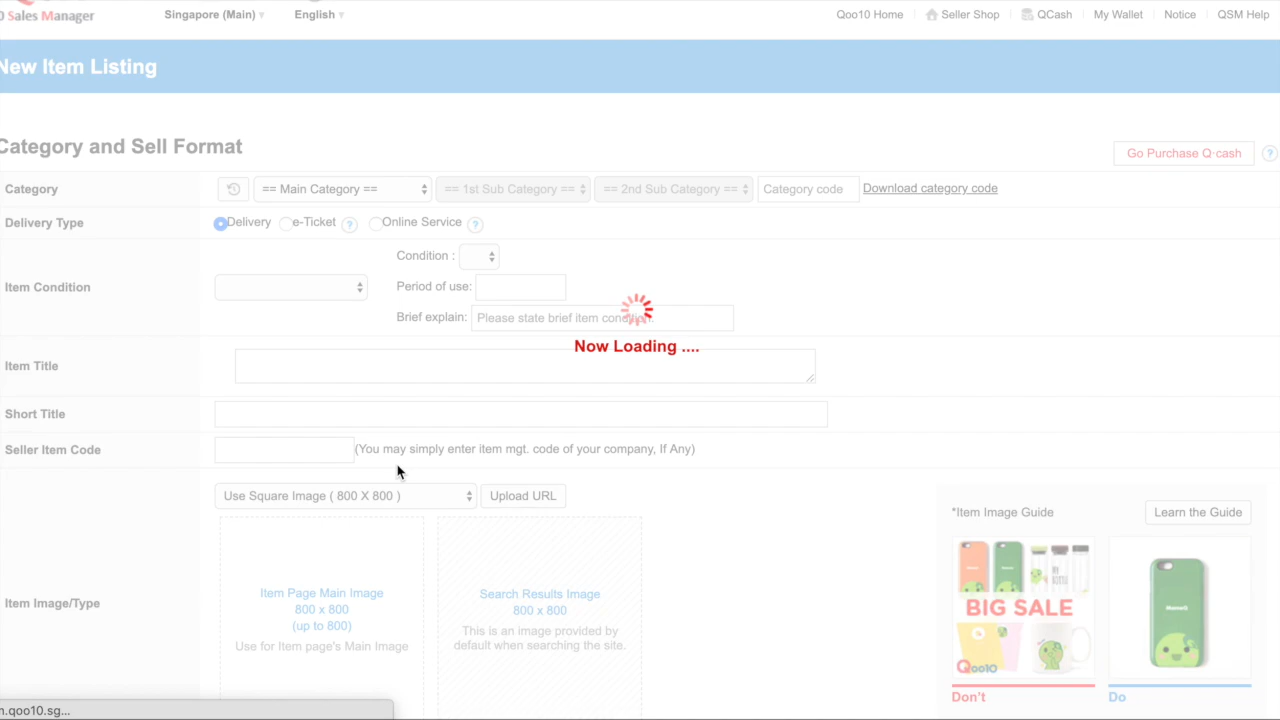 Sales Manager
Singapore (Main) English Qoo10 Home Seller Shop QCash My Wallet Notice QSM Help
New Item Listing
Category and Sell Format
Go Purchase Q·cash ?
Category == Main Category == == 1st Sub Category == == 2nd Sub Category == Category code Download category code
Delivery Type Delivery e-Ticket ? Online Service ?
Condition :
Item Condition Period of use:
Brief explain: Please state brief item condition.
Now Loading ....
Item Title
Short Title
Seller Item Code (You may simply enter item mgt. code of your company, If Any)
Use Square Image ( 800 X 800 ) Upload URL
*Item Image Guide Learn the Guide
Item Image/Type
Item Page Main Image
800 x 800
(up to 800)
Use for Item page's Main Image
Search Results Image
800 x 800
This is an image provided by
default when searching the site.
BIG SALE
Qoo10
Don't
Do
n.qoo10.sg...